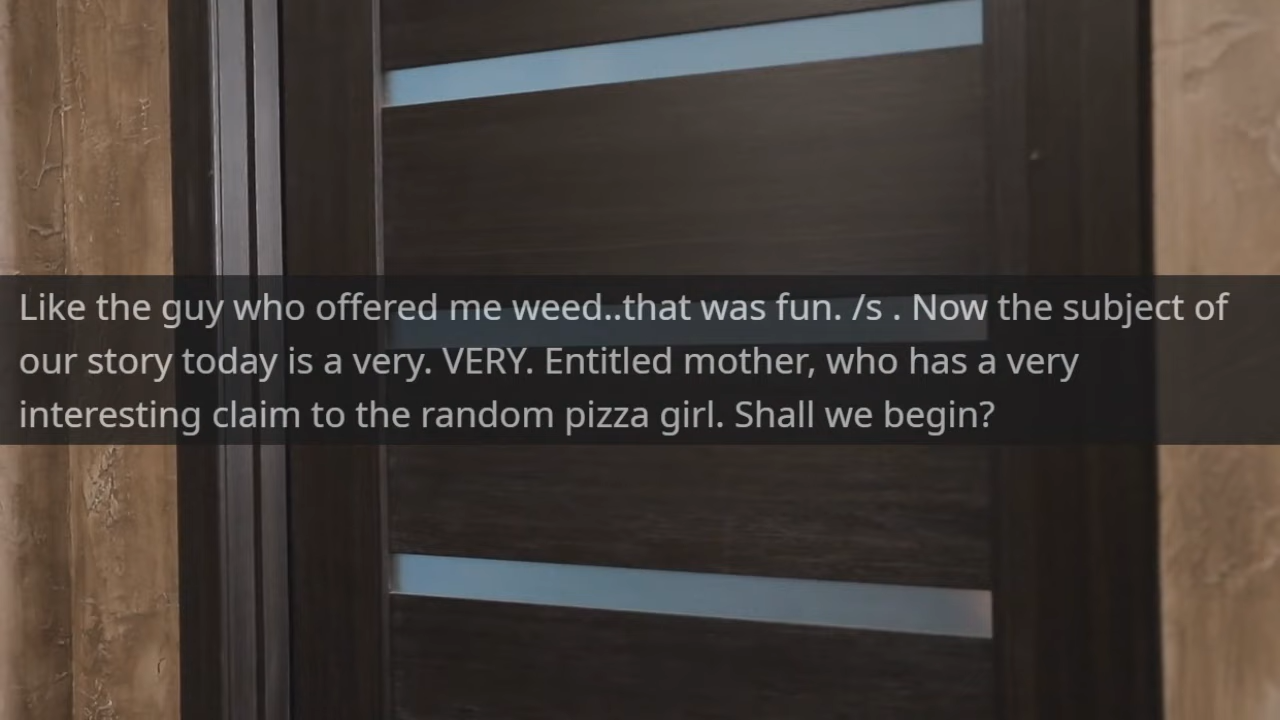 Like the guy who offered me weed..that was fun. /s . Now the subject of
our story today is a very. VERY. Entitled mother, who has a very
interesting claim to the random pizza girl. Shall we begin?